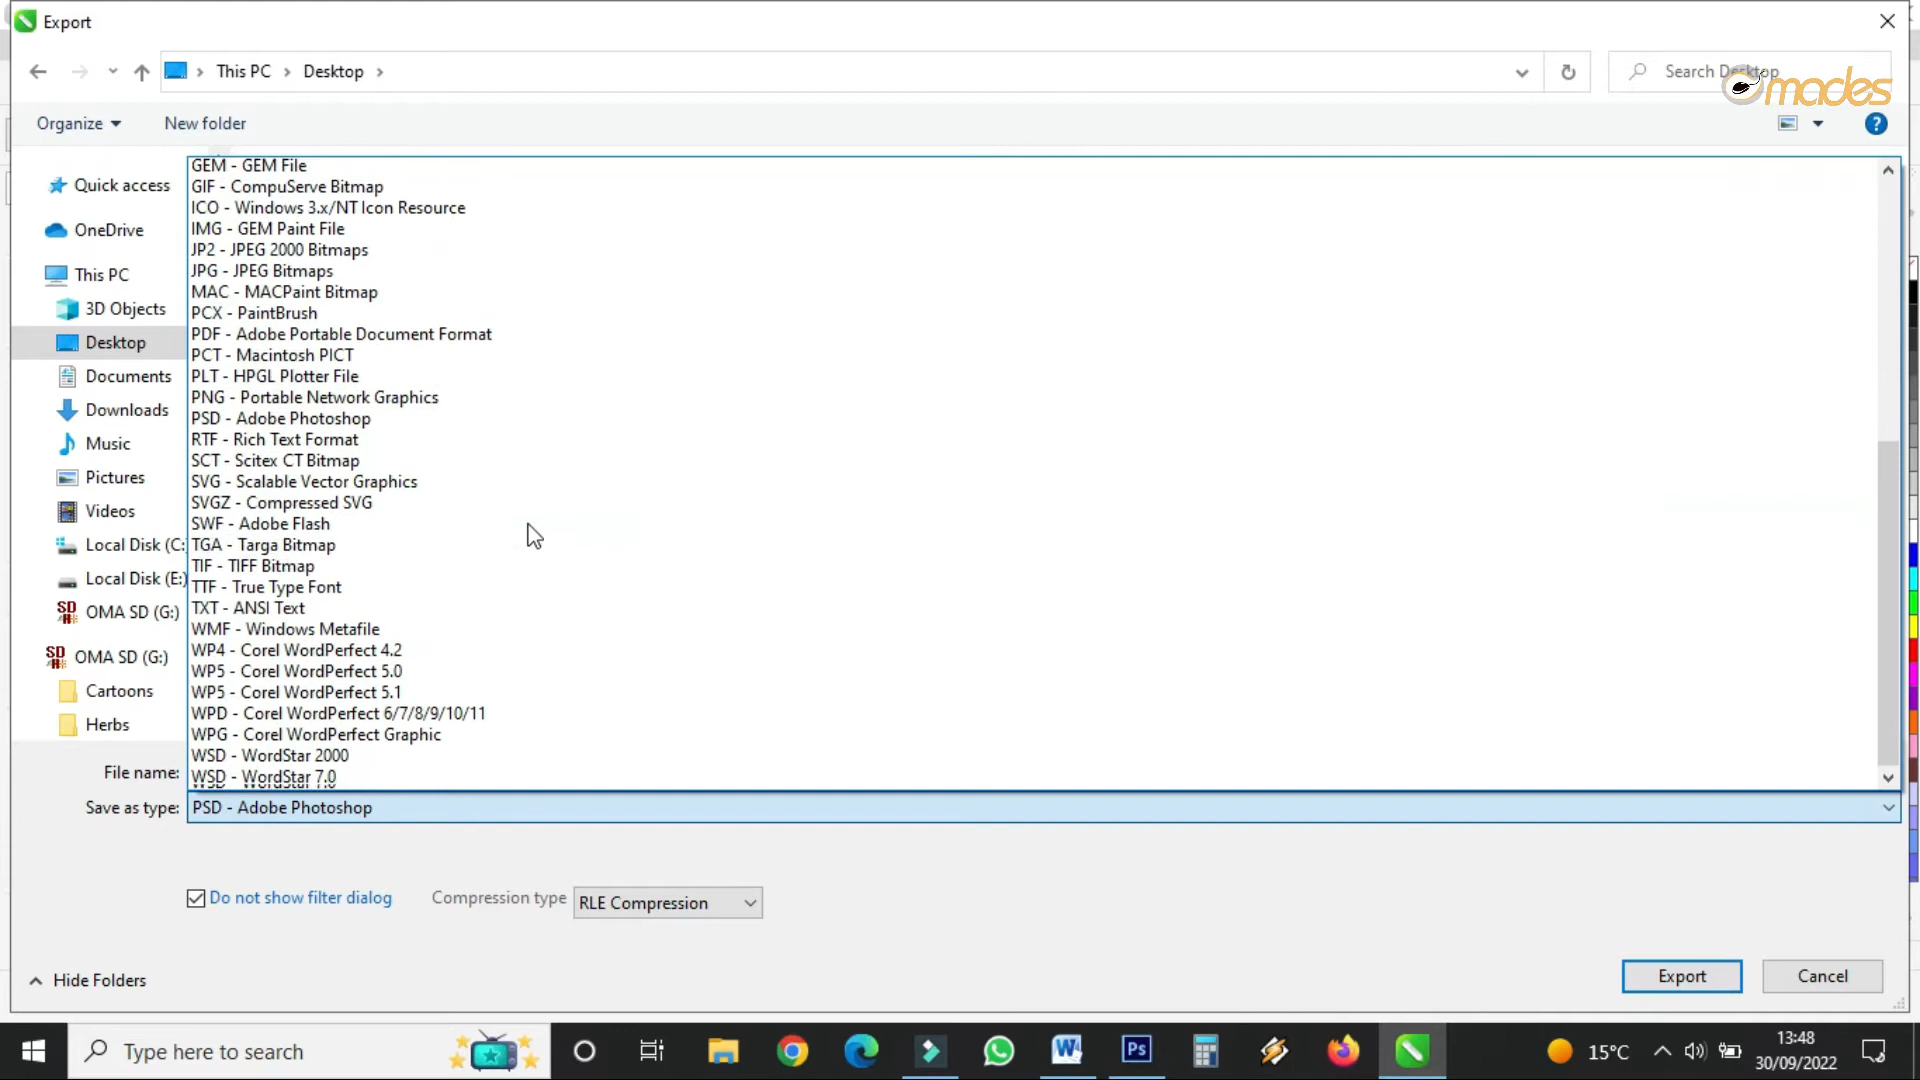 Export
This PC
Desktop
Search Desktop
mades
Organize
New folder
Quick access
OneDrive
This PC
3D Objects
Desktop
Documents
Downloads
Music
Pictures
Videos
Local Disk (C:
Local Disk (E:)
OMA SD (G:)
OMA SD (G:)
Cartoons
Herbs
GEM - GEM File
GIF - CompuServe Bitmap
ICO - Windows 3.x/NT Icon Resource
IMG - GEM Paint File
JP2 - JPEG 2000 Bitmaps
JPG - JPEG Bitmaps
MAC - MACPaint Bitmap
PCX - PaintBrush
PDF - Adobe Portable Document Format
PCT - Macintosh PICT
PLT - HPGL Plotter File
PNG - Portable Network Graphics
PSD - Adobe Photoshop
RTF - Rich Text Format
SCT - Scitex CT Bitmap
SVG - Scalable Vector Graphics
SVGZ - Compressed SVG
SWF - Adobe Flash
TGA - Targa Bitmap
TIF - TIFF Bitmap
TTF - True Type Font
TXT - ANSI Text
WMF - Windows Metafile
WP4 - Corel WordPerfect 4.2
WP5 - Corel WordPerfect 5.0
WP5 - Corel WordPerfect 5.1
WPD - Corel WordPerfect 6/7/8/9/10/11
WPG - Corel WordPerfect Graphic
WSD - WordStar 2000
WSD - WordStar 7.0
File name:
Save as type: PSD - Adobe Photoshop
Do not show filter dialog
Compression type RLE Compression
Hide Folders
Export
Cancel
Type here to search
15°C
13:48
30/09/2022